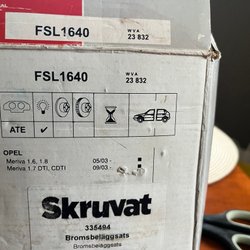 FSL1640
WVA
23 832
FSL1640
WVA
23 832
ATE ✓
OPEL
Meriva 1.6, 1.8 05/03-
Meriva 1.7 DTI, CDTI 09/03-
Skruvat
335494
Bromsbeläggsats
Bromsbeläggsats